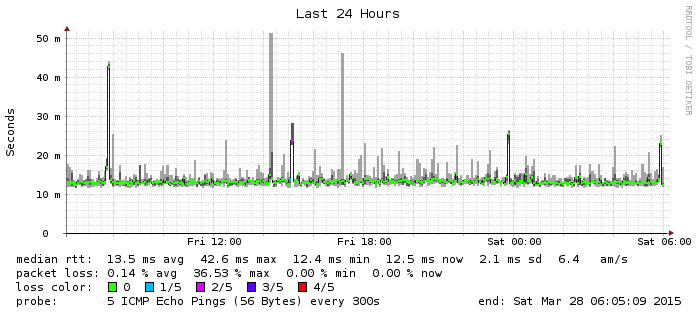 Last 24 Hours
RRDTOOL / TOBI OETIKER
Seconds
50 m
40 m
30 m
20 m
10 m
0
Fri 12:00 Fri 18:00 Sat 00:00 Sat 06:00
median rtt: 13.5 ms avg 42.6 ms max 12.4 ms min 12.5 ms now 2.1 ms sd 6.4 am/s
packet loss: 0.14 % avg 36.53 % max 0.00 % min 0.00 % now
loss color: 0 1/5 2/5 3/5 4/5
probe: 5 ICMP Echo Pings (56 Bytes) every 300s end: Sat Mar 28 06:05:09 2015